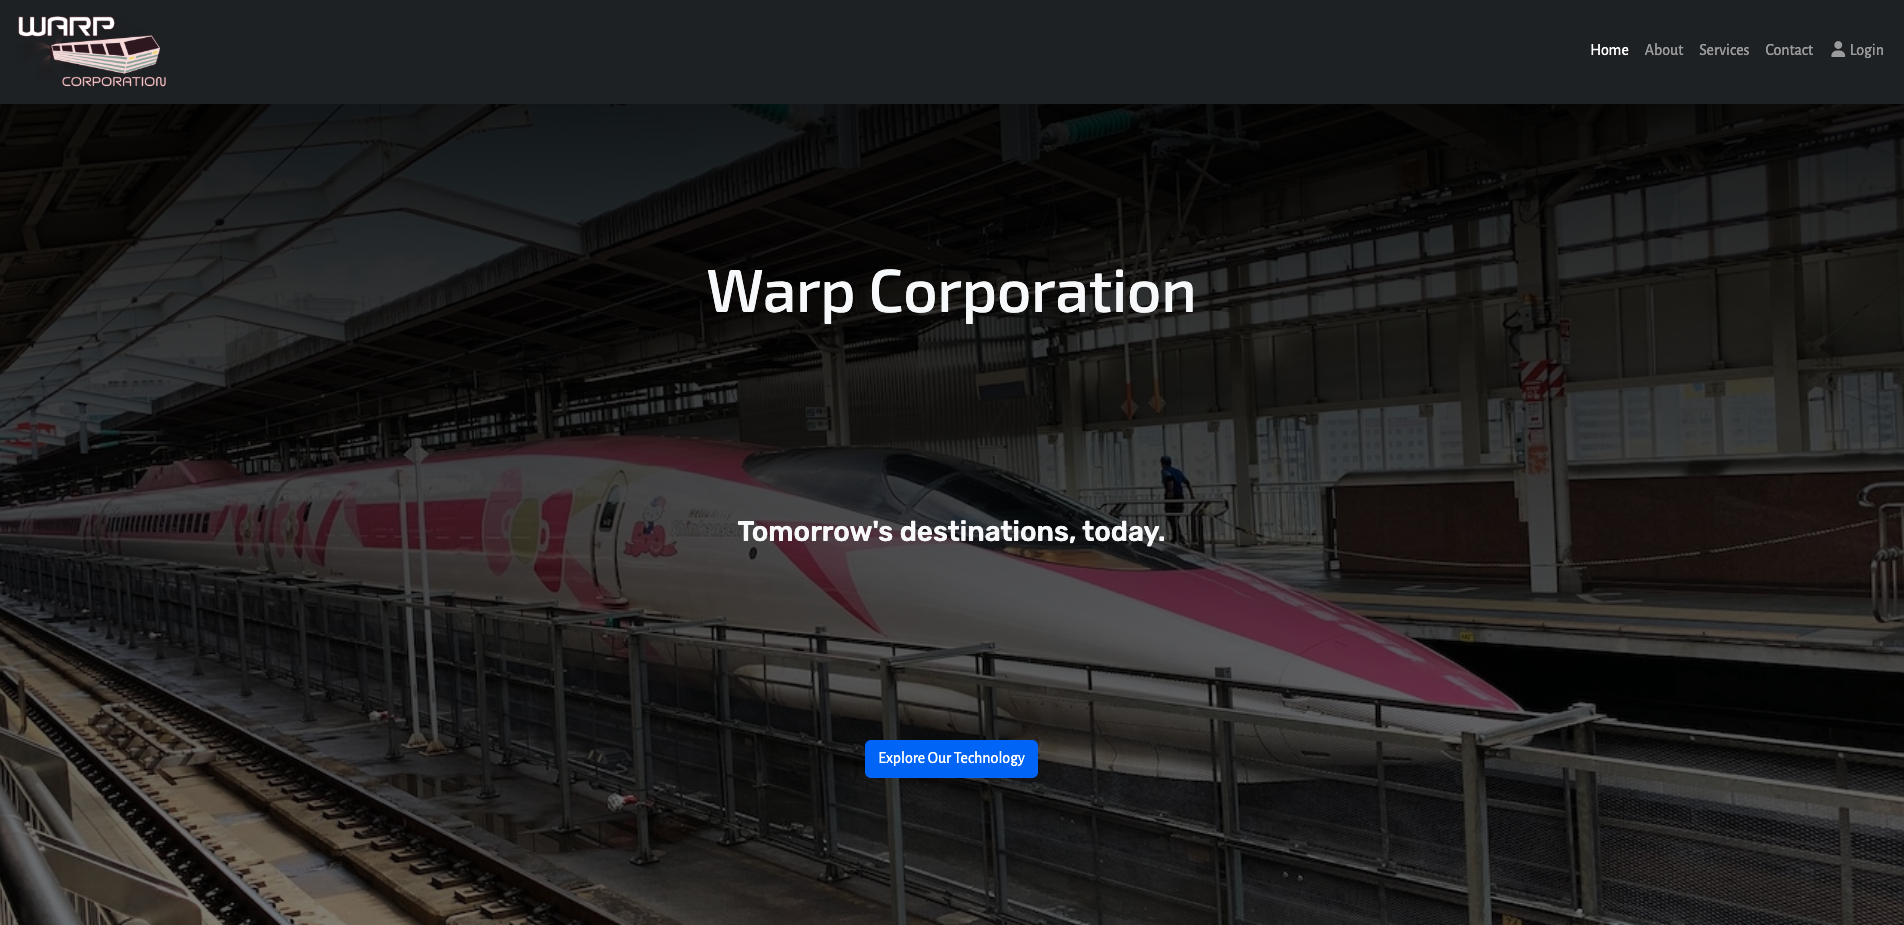 WARP
CORPORATION
Home About Services Contact Login
Warp Corporation
Tomorrow's destinations, today.
Explore Our Technology